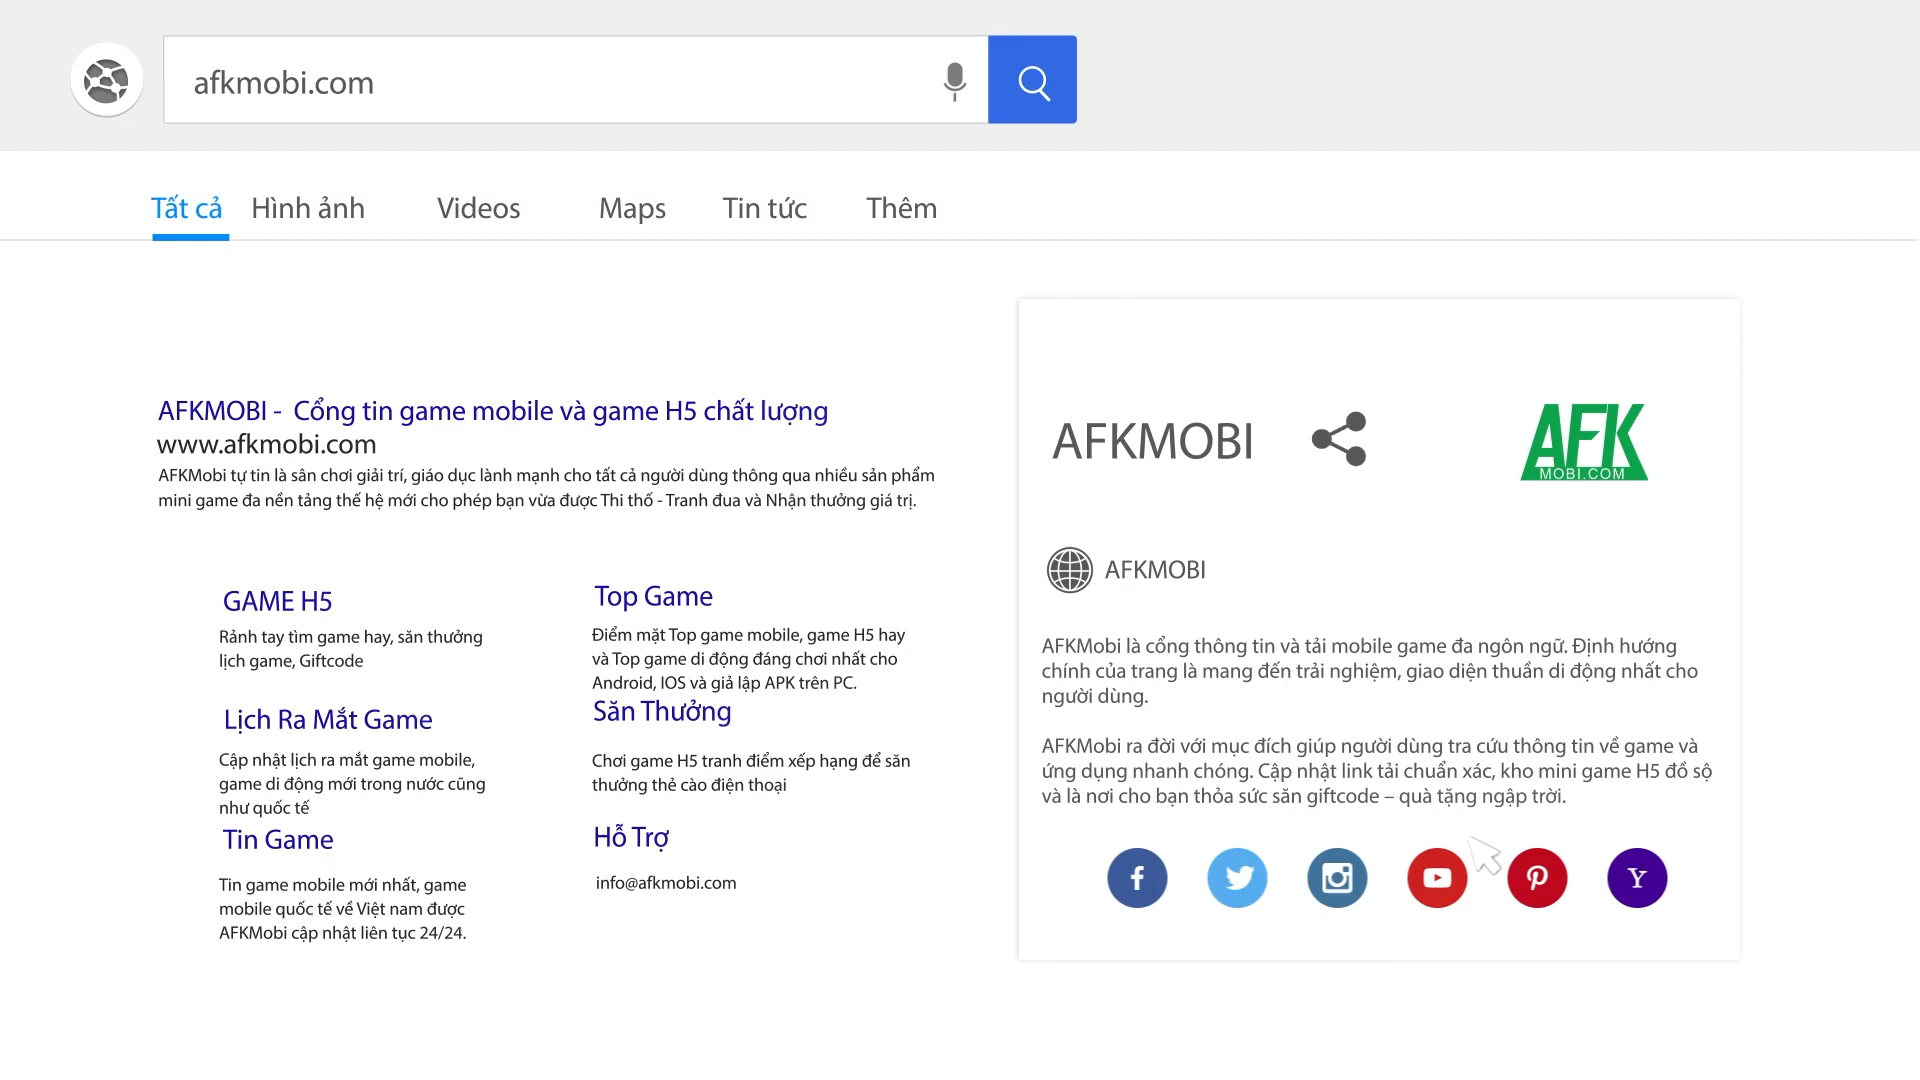 afkmobi.com
Tất cả
Hình ảnh
Videos
Maps
Tin tức
Thêm
AFKMOBI -  Cổng tin game mobile và game H5 chất lượng
www.afkmobi.com
AFKMobi tự tin là sân chơi giải trí, giáo dục lành mạnh cho tất cả người dùng thông qua nhiều sản phẩm
mini game đa nền tảng thế hệ mới cho phép bạn vừa được Thi thố - Tranh đua và Nhận thưởng giá trị.
GAME H5
Rảnh tay tìm game hay, săn thưởng
lịch game, Giftcode
Lịch Ra Mắt Game
Cập nhật lịch ra mắt game mobile,
game di động mới trong nước cũng
như quốc tế
Tin Game
Tin game mobile mới nhất, game
mobile quốc tế về Việt nam được
AFKMobi cập nhật liên tục 24/24.
Top Game
Điểm mặt Top game mobile, game H5 hay
và Top game di động đáng chơi nhất cho
Android, IOS và giả lập APK trên PC.
Săn Thưởng
Chơi game H5 tranh điểm xếp hạng để săn
thưởng thẻ cào điện thoại
Hỗ Trợ
info@afkmobi.com
AFKMOBI
AFK
MOBI.COM
AFKMOBI
AFKMobi là cổng thông tin và tải mobile game đa ngôn ngữ. Định hướng
chính của trang là mang đến trải nghiệm, giao diện thuần di động nhất cho
người dùng.
AFKMobi ra đời với mục đích giúp người dùng tra cứu thông tin về game và
ứng dụng nhanh chóng. Cập nhật link tải chuẩn xác, kho mini game H5 đồ sộ
và là nơi cho bạn thỏa sức săn giftcode – quà tặng ngập trời.